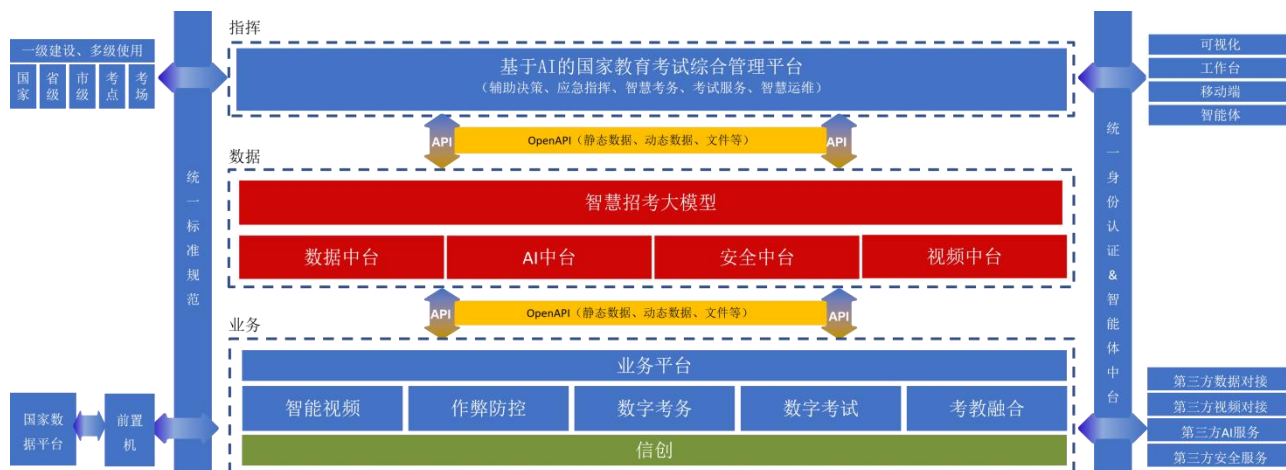 指挥
一级建设、多级使用
国家
省级
市级
考点
考场
统一标准规范
基于AI的国家教育考试综合管理平台
(辅助决策、应急指挥、智慧考务、考试服务、智慧运维)
可视化
工作台
移动端
智能体
统一身份认证&智能体中台
API
OpenAPI（静态数据、动态数据、文件等）
API
数据
智慧招考大模型
数据中台
AI中台
安全中台
视频中台
API
OpenAPI（静态数据、动态数据、文件等）
API
业务
业务平台
智能视频
作弊防控
数字考务
数字考试
考教融合
信创
国家数
据平台
前置
机
第三方数据对接
第三方视频对接
第三方AI服务
第三方安全服务